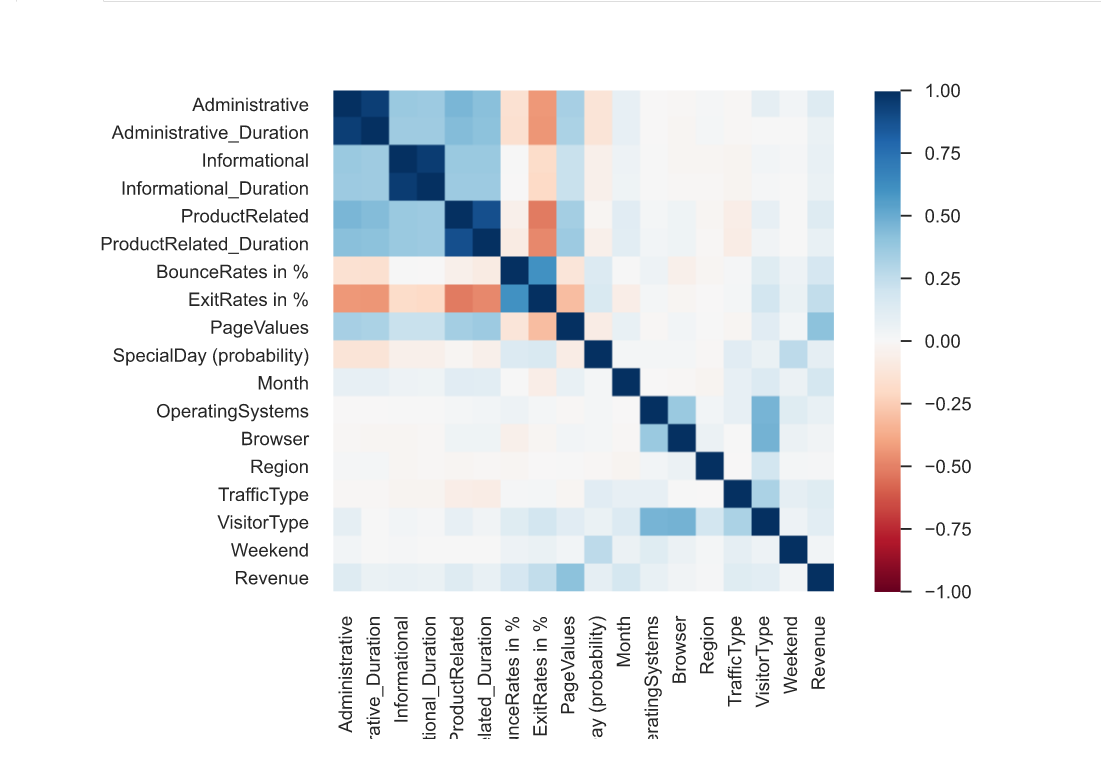 Administrative
Administrative_Duration
Informational
Informational_Duration
ProductRelated
ProductRelated_Duration
BounceRates in %
ExitRates in %
PageValues
SpecialDay (probability)
Month
OperatingSystems
Browser
Region
TrafficType
VisitorType
Weekend
Revenue
1.00
0.75
0.50
0.25
0.00
−0.25
−0.50
−0.75
−1.00
Administrative
rative_Duration
Informational
tional_Duration
ProductRelated
elated_Duration
unceRates in %
ExitRates in %
PageValues
ay (probability)
Month
eratingSystems
Browser
Region
TrafficType
VisitorType
Weekend
Revenue